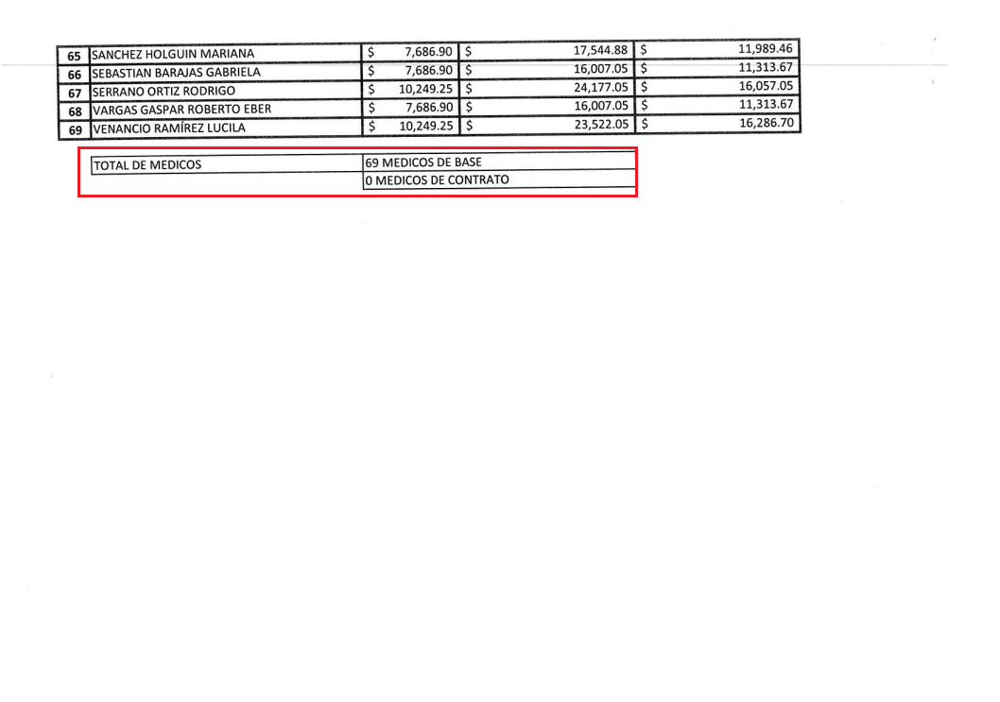 65 SANCHEZ HOLGUIN MARIANA $ 7,686.90 $ 17,544.88 $ 11,989.46
66 SEBASTIAN BARAJAS GABRIELA $ 7,686.90 $ 16,007.05 $ 11,313.67
67 SERRANO ORTIZ RODRIGO $ 10,249.25 $ 24,177.05 $ 16,057.05
68 VARGAS GASPAR ROBERTO EBER $ 7,686.90 $ 16,007.05 $ 11,313.67
69 VENANCIO RAMÍREZ LUCILA $ 10,249.25 $ 23,522.05 $ 16,286.70
TOTAL DE MEDICOS 69 MEDICOS DE BASE
0 MEDICOS DE CONTRATO